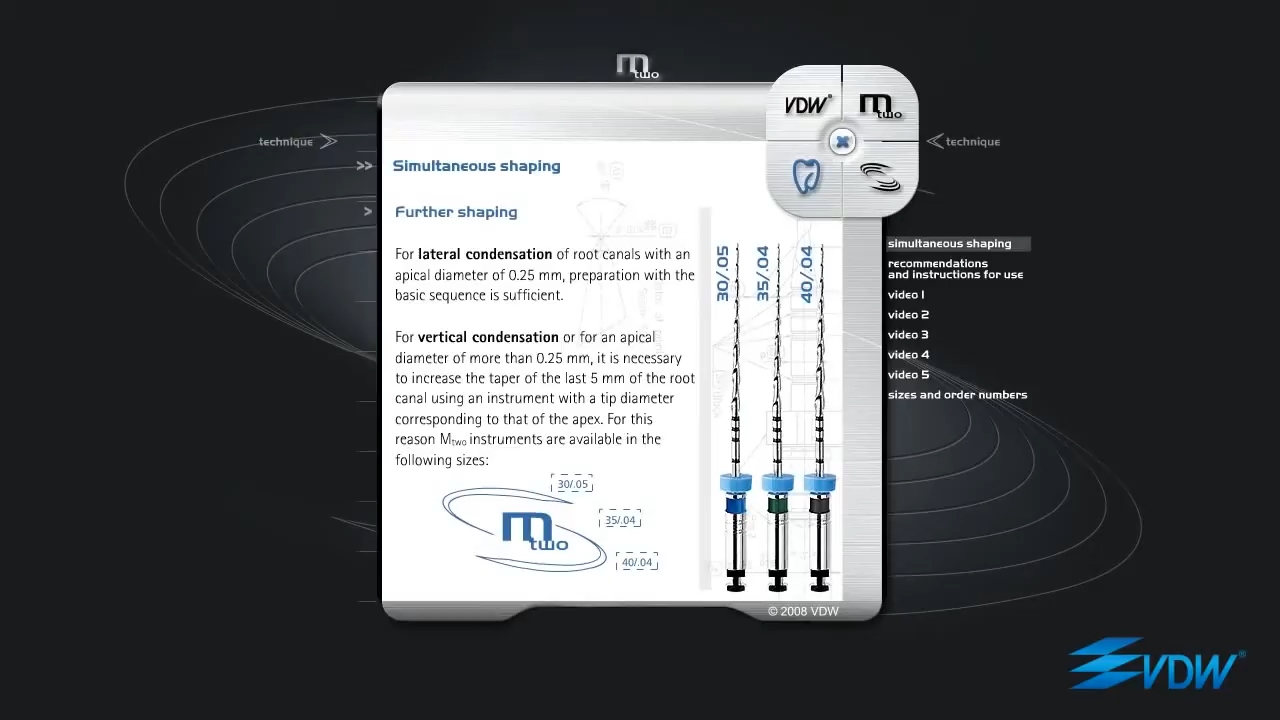 mtwo
VDW®
mtwo
technique
technique
Simultaneous shaping
Further shaping
For lateral condensation of root canals with an
apical diameter of 0.25 mm, preparation with the
basic sequence is sufficient.
For vertical condensation or for an apical
diameter of more than 0.25 mm, it is necessary
to increase the taper of the last 5 mm of the root
canal using an instrument with a tip diameter
corresponding to that of the apex. For this
reason Mtwo instruments are available in the
following sizes:
30/.05
35/.04
40/.04
mtwo
30/.05
35/.04
40/.04
simultaneous shaping
recommendations
and instructions for use
video 1
video 2
video 3
video 4
video 5
sizes and order numbers
© 2008 VDW
VDW®